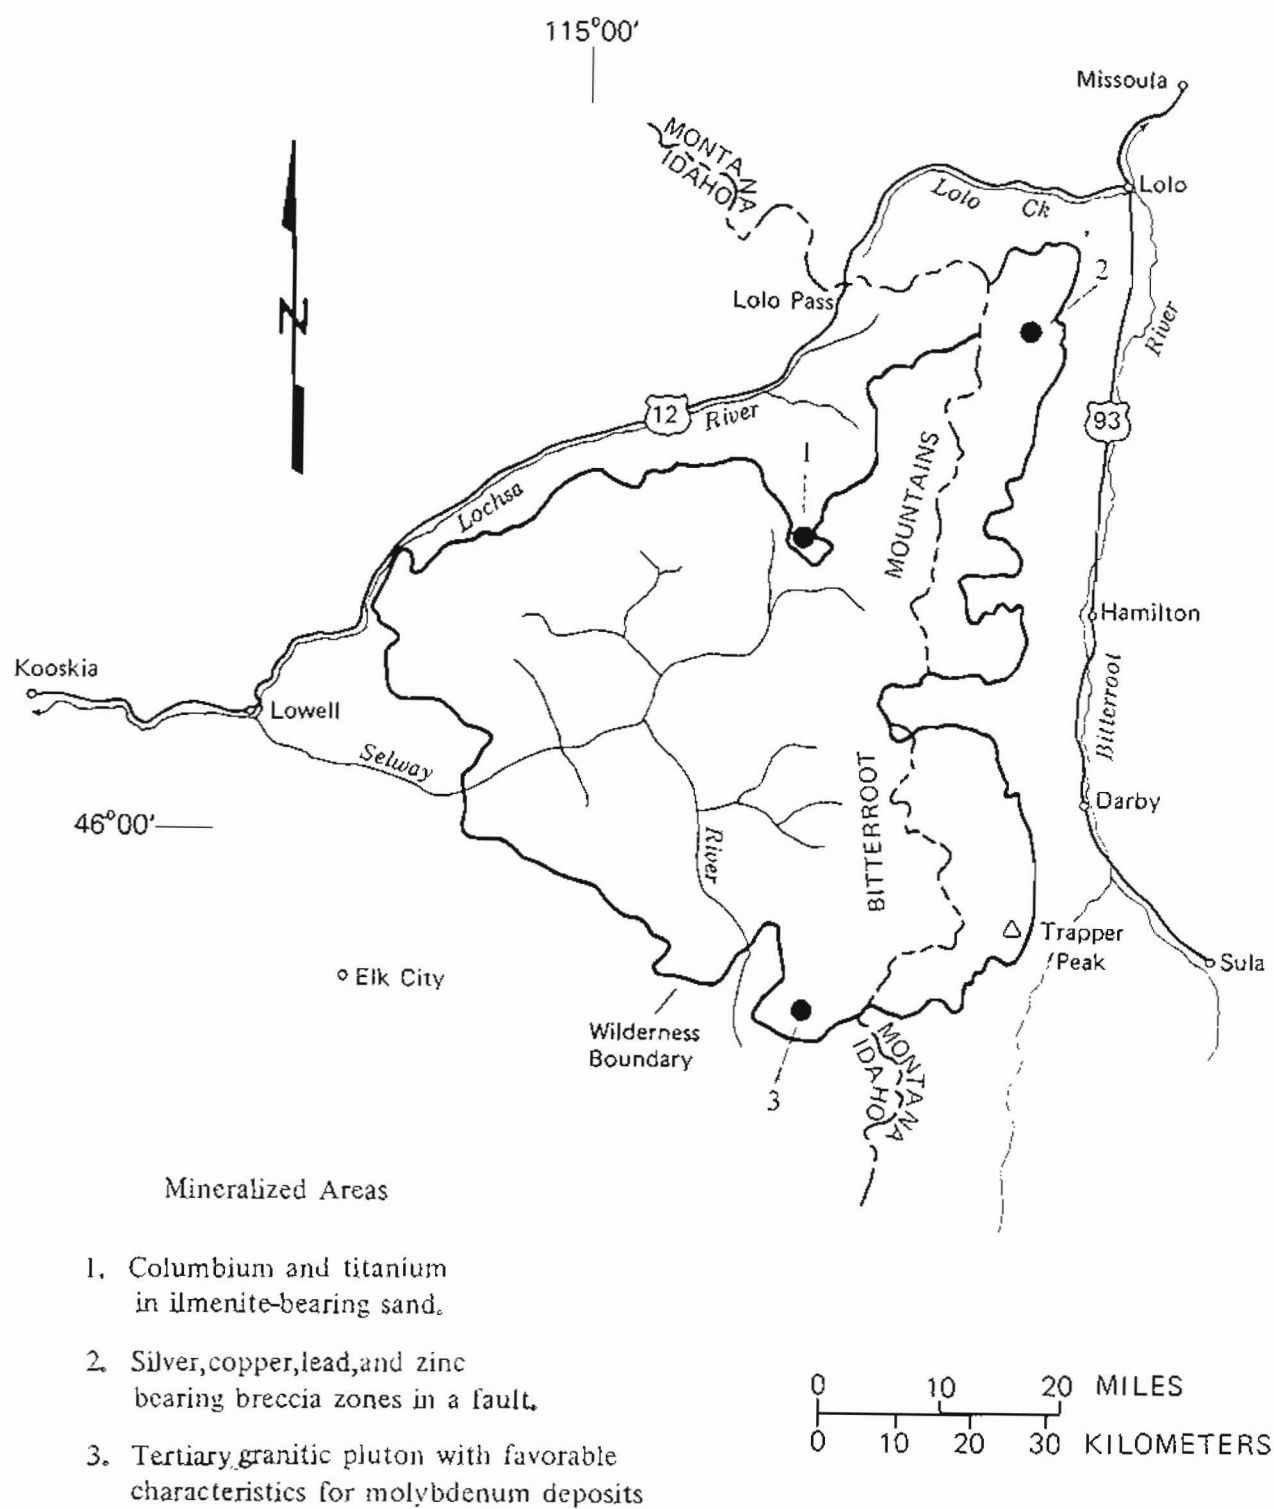 115°00'
Missoula
MONTANA
IDAHO
Lolo
Lolo Ck
2
Lolo Pass
River
12
River
93
1
MOUNTAINS
Lochsa
Hamilton
Kooskia
Lowell
Bitterroot
Selway
BITTERROOT
46°00'
Darby
River
Trapper
Peak
Sula
Elk City
Wilderness
Boundary
MONTANA
IDAHO
3
N
Mineralized Areas
1. Columbium and titanium
in ilmenite-bearing sand.
2. Silver,copper,lead,and zinc
bearing breccia zones in a fault.
3. Tertiary granitic pluton with favorable
characteristics for molybdenum deposits
0 10 20 MILES
0 10 20 30 KILOMETERS